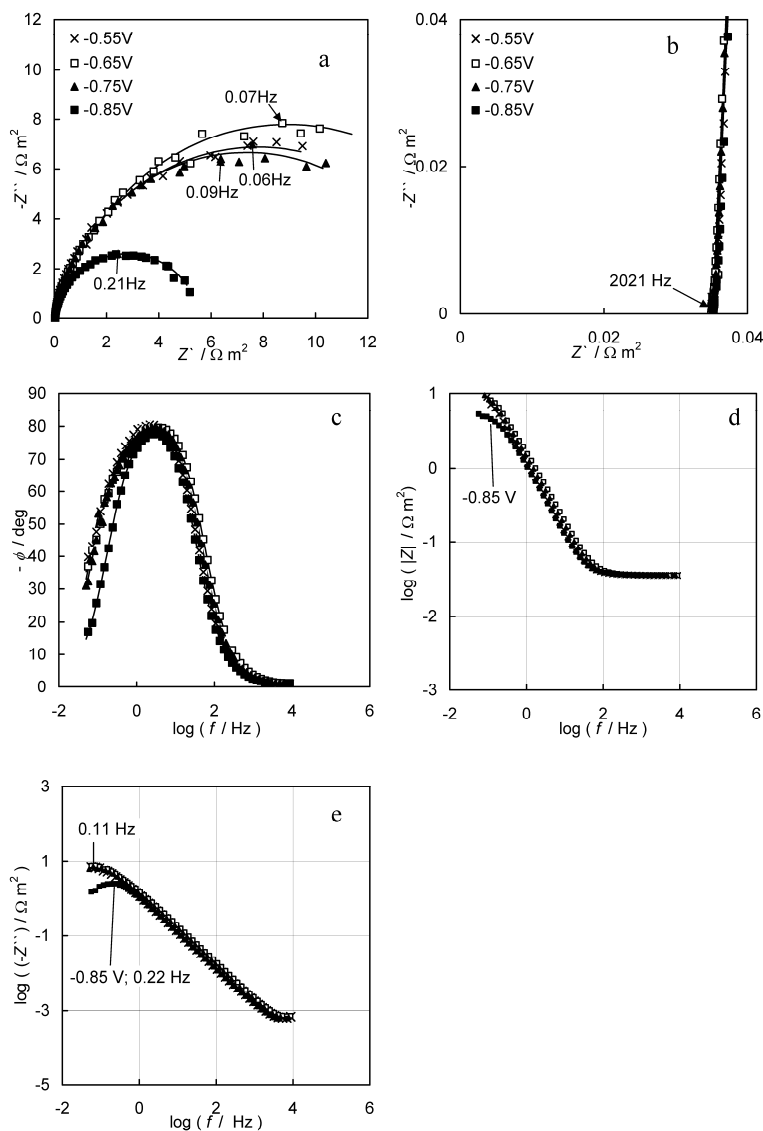 a
-0.55V
-0.65V
-0.75V
-0.85V
0.07Hz
0.09Hz
0.06Hz
0.21Hz
12
10
8
6
4
2
0
0 2 4 6 8 10 12
-Z`` / Ω m²
Z` / Ω m²
b
-0.55V
-0.65V
-0.75V
-0.85V
2021 Hz
0.04
0.02
0
0 0.02 0.04
-Z`` / Ω m²
Z` / Ω m²
c
90
80
70
60
50
40
30
20
10
0
-2 0 2 4 6
- ϕ / deg
log ( f / Hz )
d
-0.85 V
1
0
-1
-2
-3
-2 0 2 4 6
log ( |Z| / Ω m²)
log ( f / Hz )
e
0.11 Hz
-0.85 V; 0.22 Hz
3
1
-1
-3
-5
-2 0 2 4 6
log ( (-Z``) / Ω m² )
log ( f / Hz )